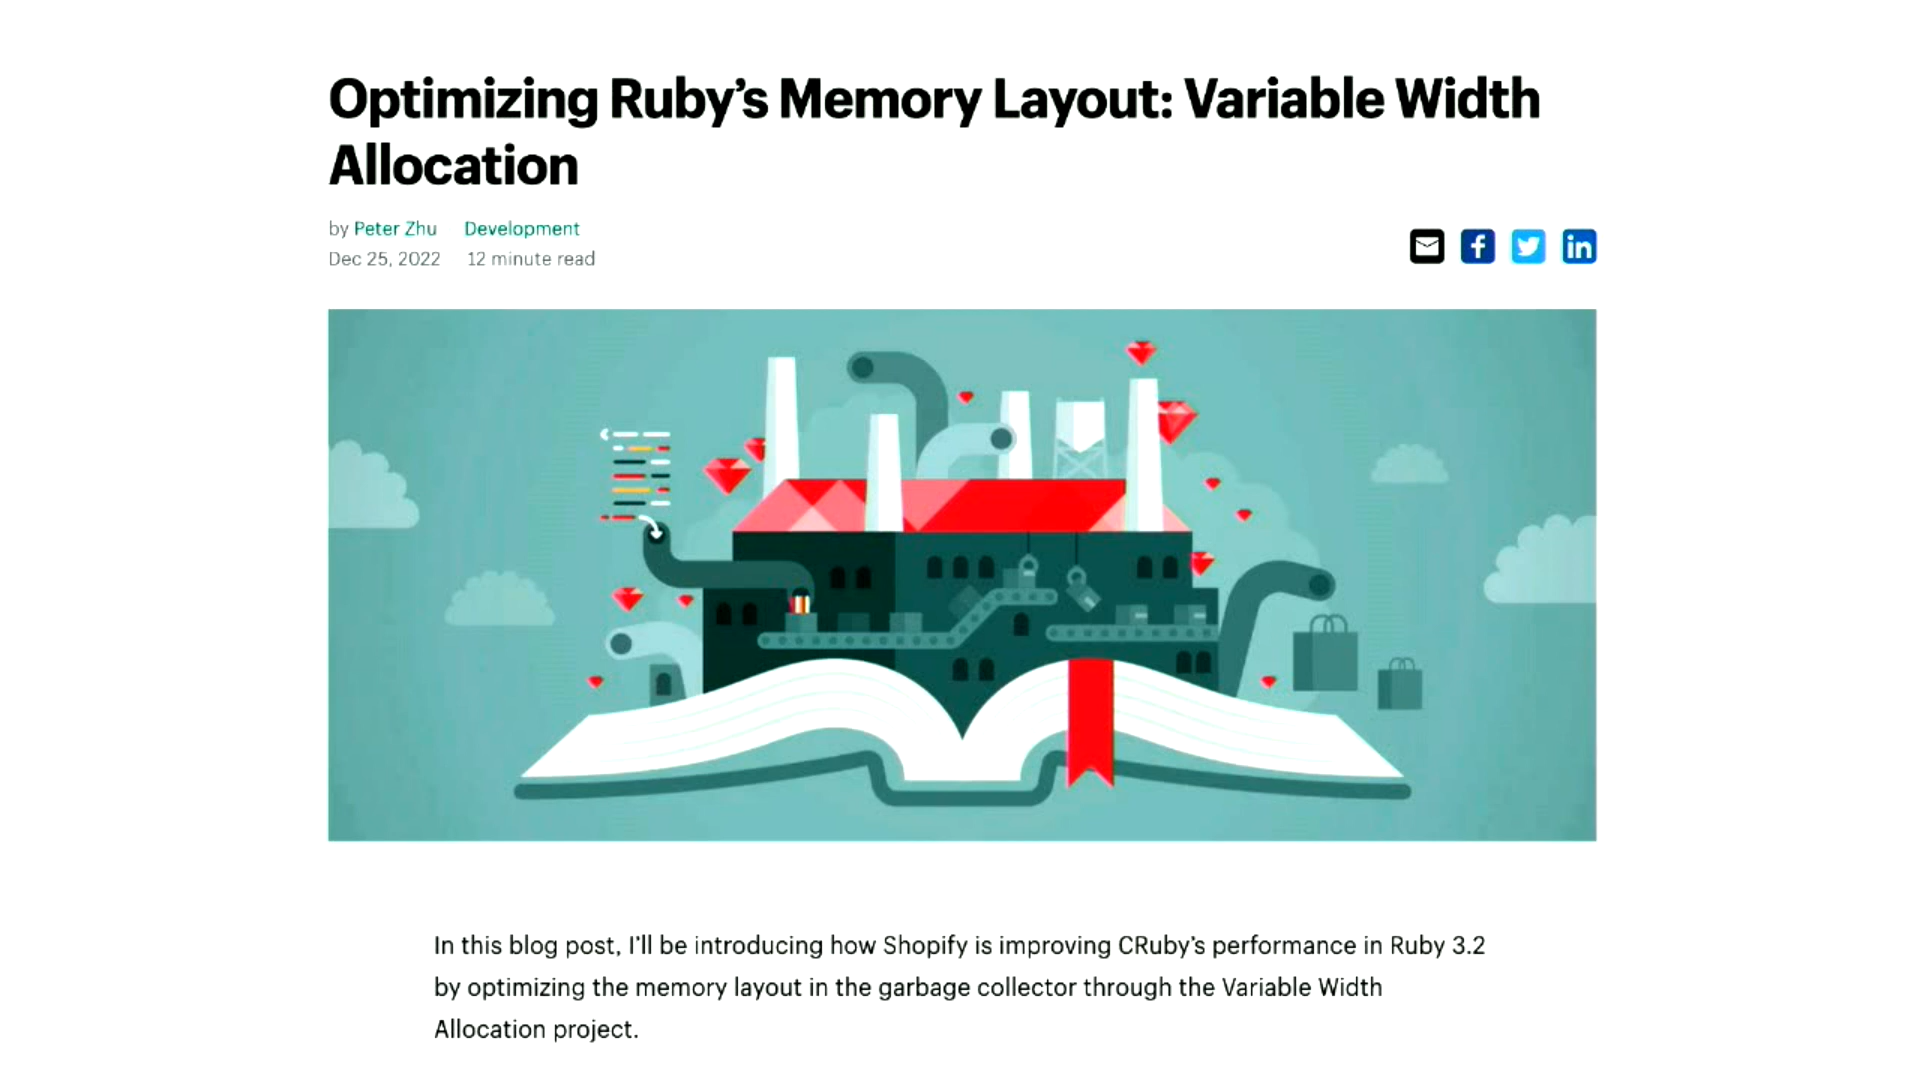 Optimizing Ruby's Memory Layout: Variable Width
Allocation
by Peter Zhu Development
Dec 25, 2022 12 minute read
In this blog post, I'll be introducing how Shopify is improving CRuby's performance in Ruby 3.2
by optimizing the memory layout in the garbage collector through the Variable Width
Allocation project.